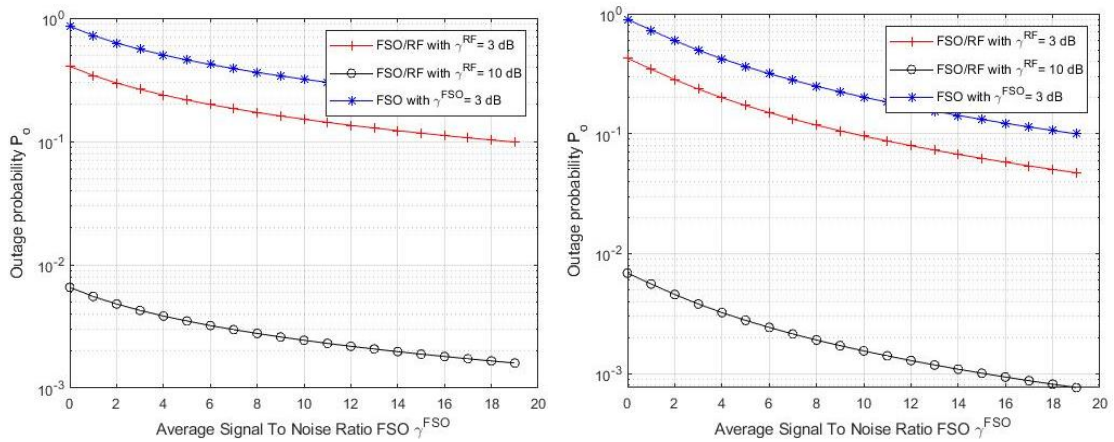 10^0
10^-1
10^-2
10^-3
Outage probability P_o
FSO/RF with γ^RF = 3 dB
FSO/RF with γ^RF = 10 dB
FSO with γ^FSO = 3 dB
0 2 4 6 8 10 12 14 16 18 20
Average Signal To Noise Ratio FSO γ^FSO
10^0
10^-1
10^-2
10^-3
Outage probability P_o
FSO/RF with γ^RF = 3 dB
FSO/RF with γ^RF = 10 dB
FSO with γ^FSO = 3 dB
0 2 4 6 8 10 12 14 16 18 20
Average Signal To Noise Ratio FSO γ^FSO